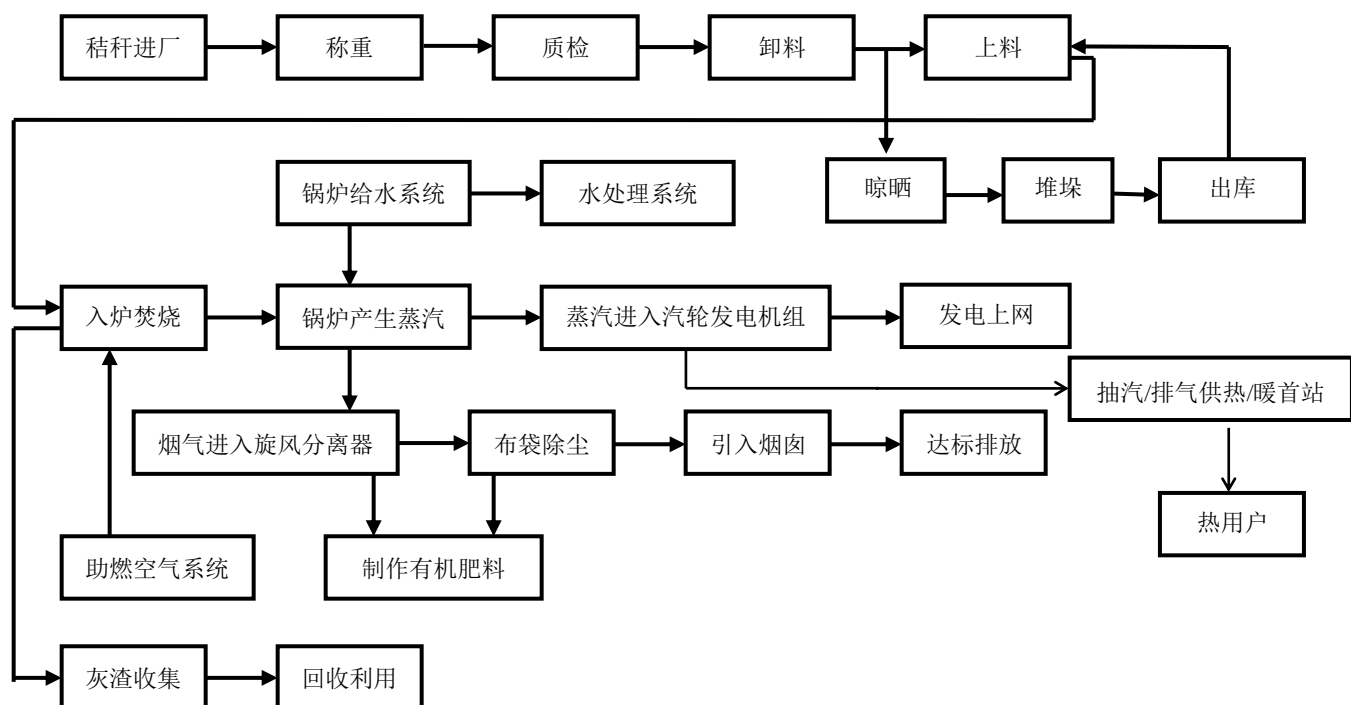 秸秆进厂
称重
质检
卸料
上料
晾晒
堆垛
出库
锅炉给水系统
水处理系统
入炉焚烧
锅炉产生蒸汽
蒸汽进入汽轮发电机组
发电上网
抽汽/排气供热/暖首站
烟气进入旋风分离器
布袋除尘
引入烟囱
达标排放
热用户
助燃空气系统
制作有机肥料
灰渣收集
回收利用